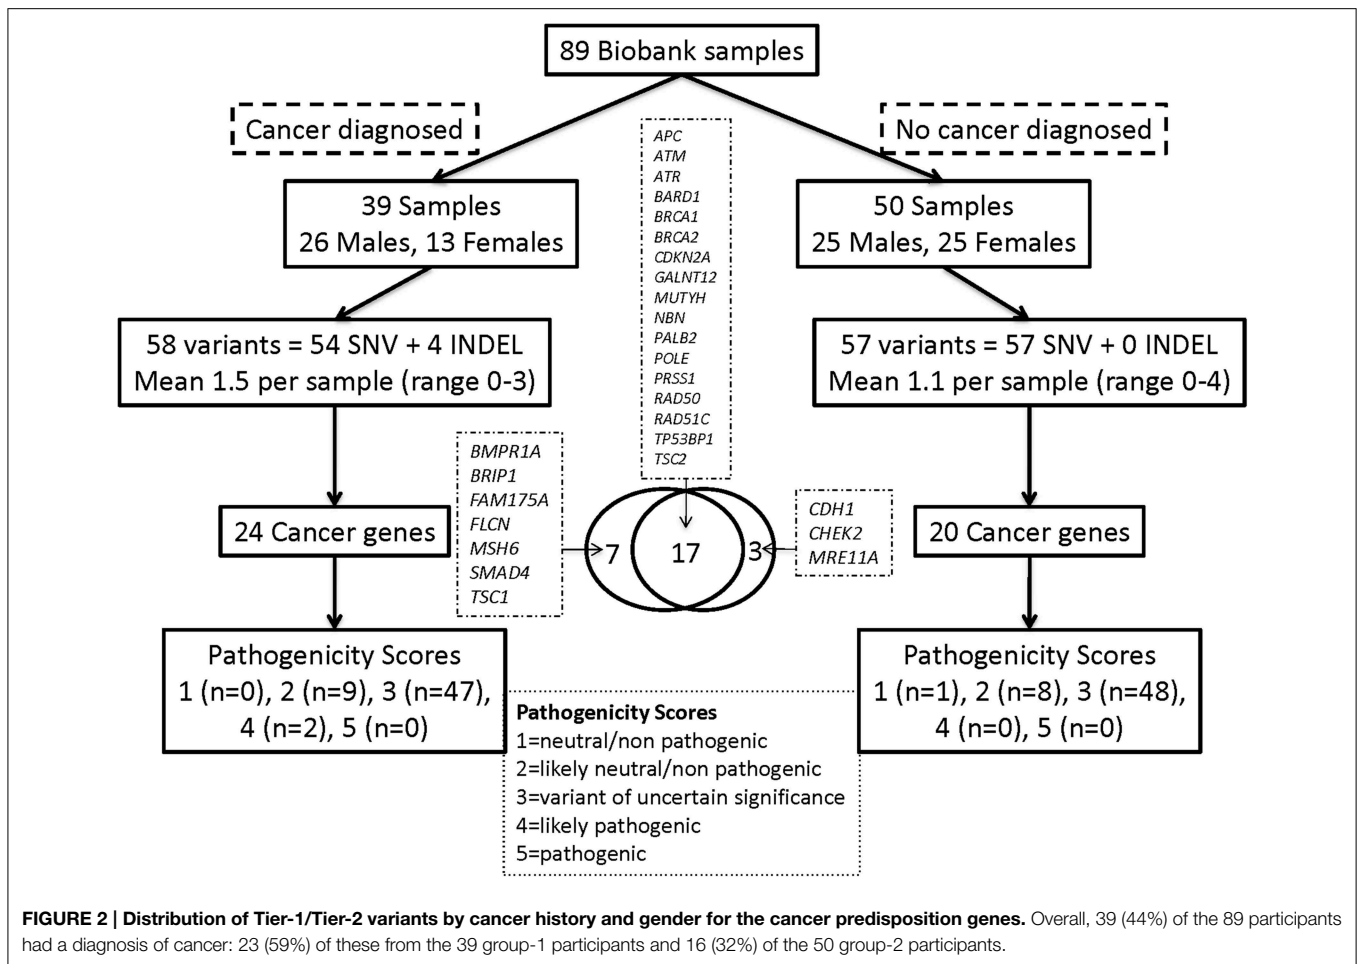 89 Biobank samples
Cancer diagnosed
No cancer diagnosed
39 Samples
26 Males, 13 Females
50 Samples
25 Males, 25 Females
58 variants = 54 SNV + 4 INDEL
Mean 1.5 per sample (range 0-3)
57 variants = 57 SNV + 0 INDEL
Mean 1.1 per sample (range 0-4)
APC
ATM
ATR
BARD1
BRCA1
BRCA2
CDKN2A
GALNT12
MUTYH
NBN
PALB2
POLE
PRSS1
RAD50
RAD51C
TP53BP1
TSC2
24 Cancer genes
BMPR1A
BRIP1
FAM175A
FLCN
MSH6
SMAD4
TSC1
7
17
3
CDH1
CHEK2
MRE11A
20 Cancer genes
Pathogenicity Scores
1 (n=0), 2 (n=9), 3 (n=47),
4 (n=2), 5 (n=0)
Pathogenicity Scores
1 (n=1), 2 (n=8), 3 (n=48),
4 (n=0), 5 (n=0)
Pathogenicity Scores
1=neutral/non pathogenic
2=likely neutral/non pathogenic
3=variant of uncertain significance
4=likely pathogenic
5=pathogenic
FIGURE 2 | Distribution of Tier-1/Tier-2 variants by cancer history and gender for the cancer predisposition genes. Overall, 39 (44%) of the 89 participants
had a diagnosis of cancer: 23 (59%) of these from the 39 group-1 participants and 16 (32%) of the 50 group-2 participants.